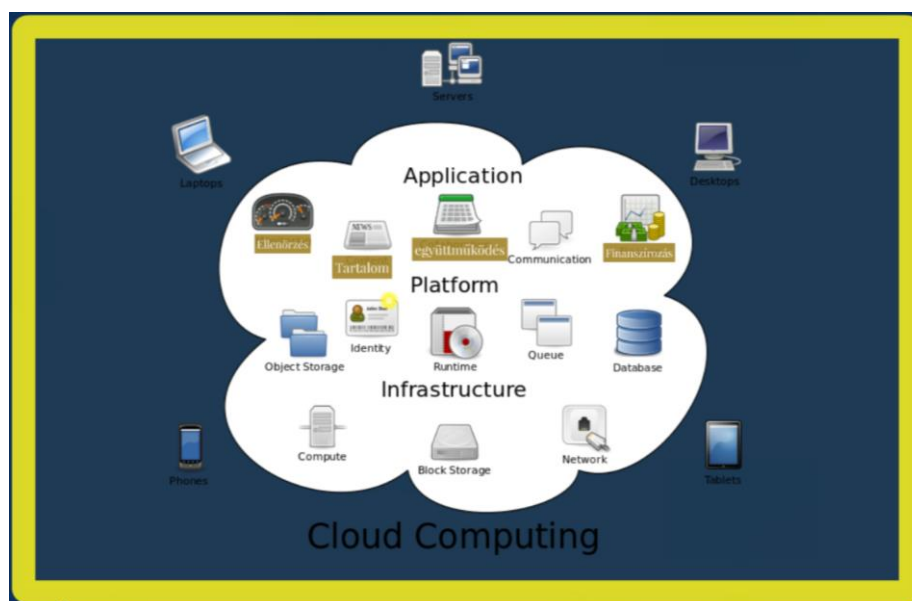 Servers
Laptops
Desktops
Application
Ellenőrzés
NEWS
Tartalom
együttműködés
Communication
Finanszírozás
Platform
Object Storage
Identity
Runtime
Queue
Database
Infrastructure
Compute
Block Storage
Network
Phones
Tablets
Cloud Computing